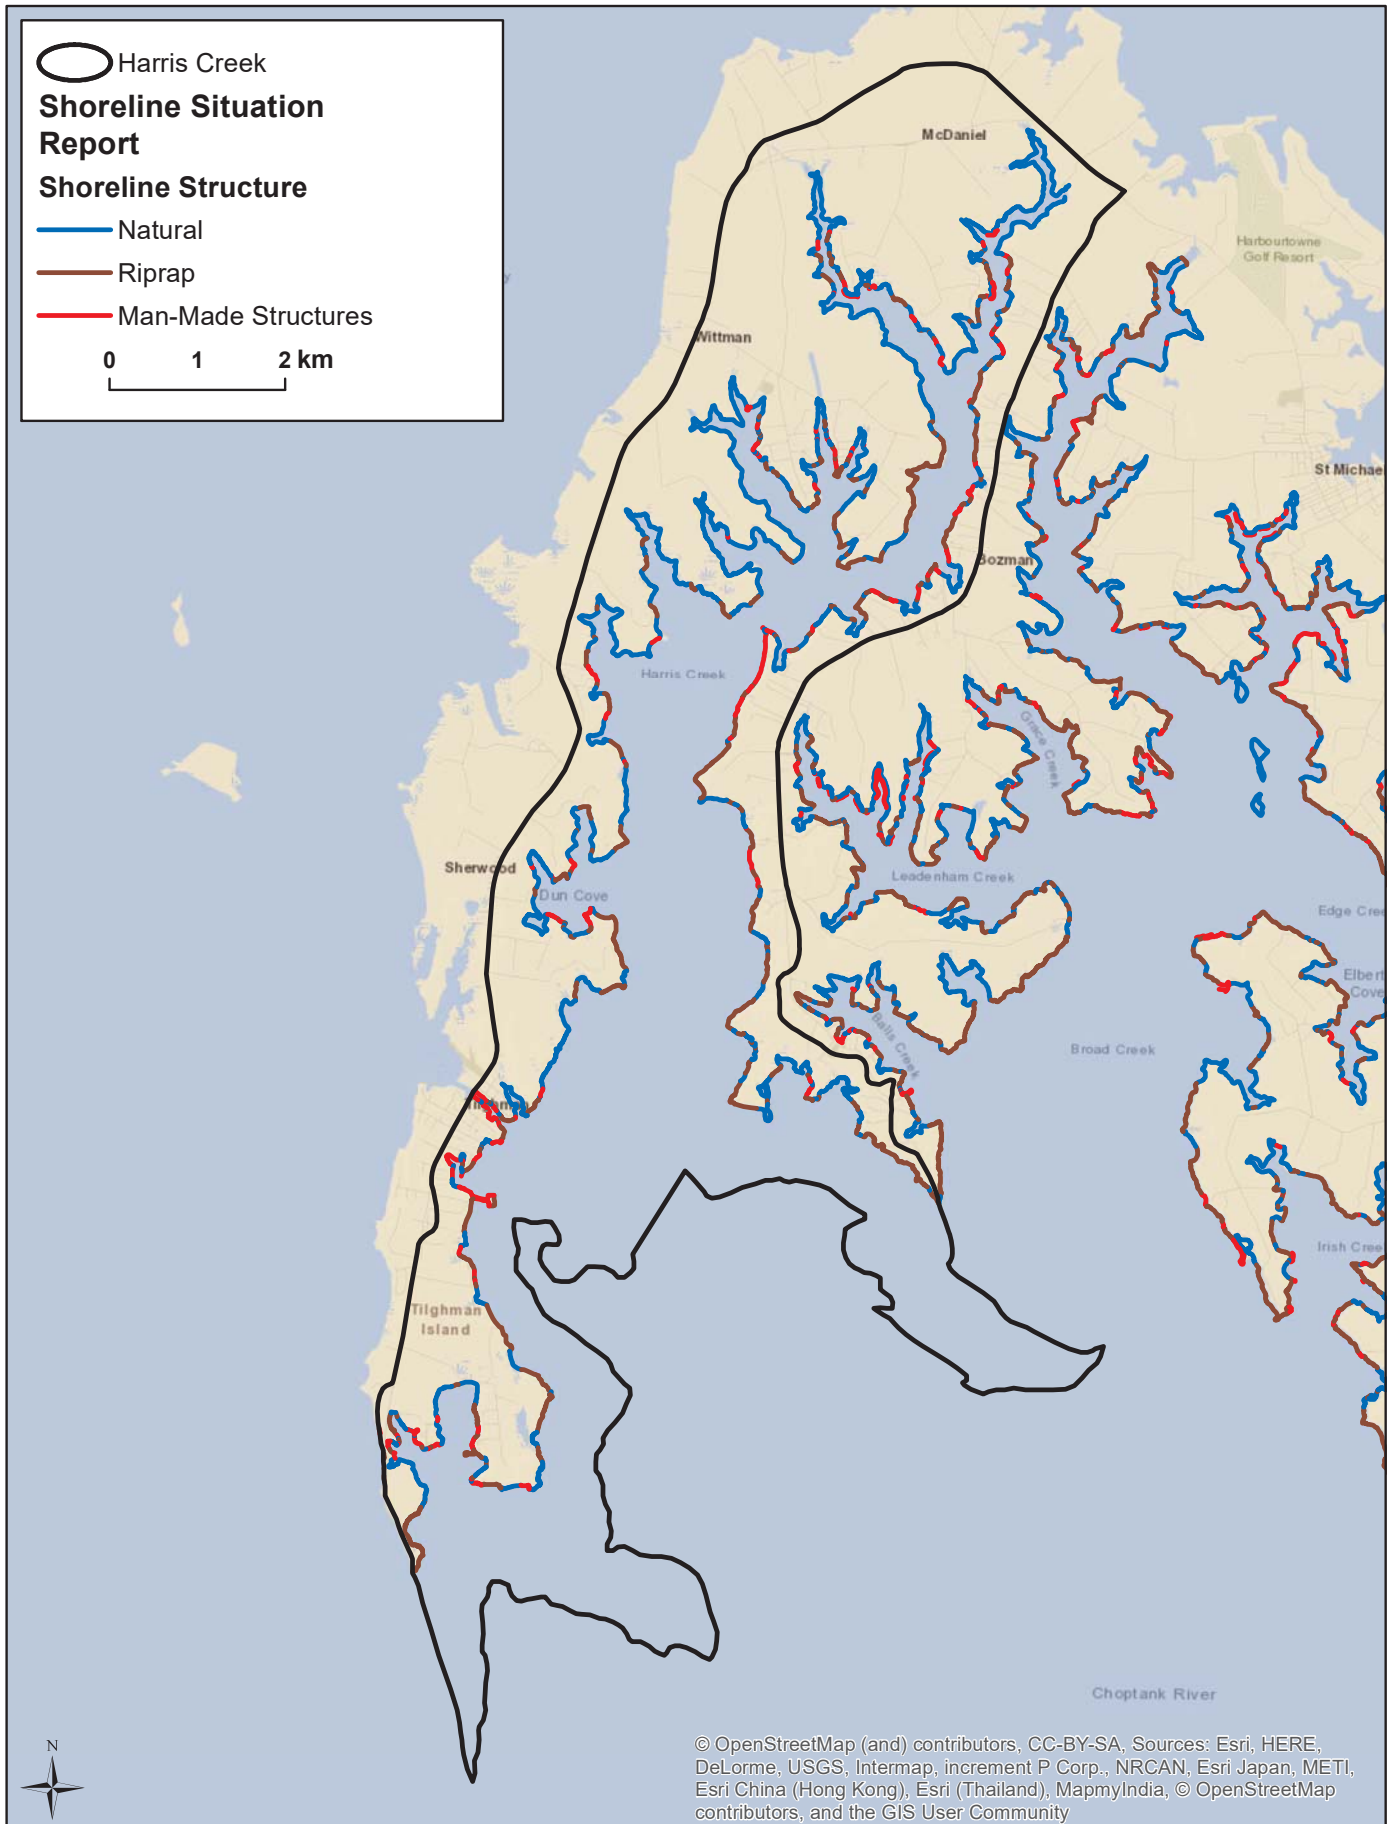 Harris Creek
Shoreline Situation
Report
Shoreline Structure
Natural
Riprap
Man-Made Structures
0 1 2 km
McDaniel
Harbourtowne
Golf Resort
y
Wittman
St Michae
Bozman
Harris Creek
Grace Creek
Sherwood
Dun Cove
Leadenham Creek
Edge Cree
Elbert
Cove
Balls Creek
Broad Creek
Tilghman
Irish Cree
Tilghman
Island
Choptank River
N
© OpenStreetMap (and) contributors, CC-BY-SA, Sources: Esri, HERE,
DeLorme, USGS, Intermap, increment P Corp., NRCAN, Esri Japan, METI,
Esri China (Hong Kong), Esri (Thailand), MapmyIndia, © OpenStreetMap
contributors, and the GIS User Community